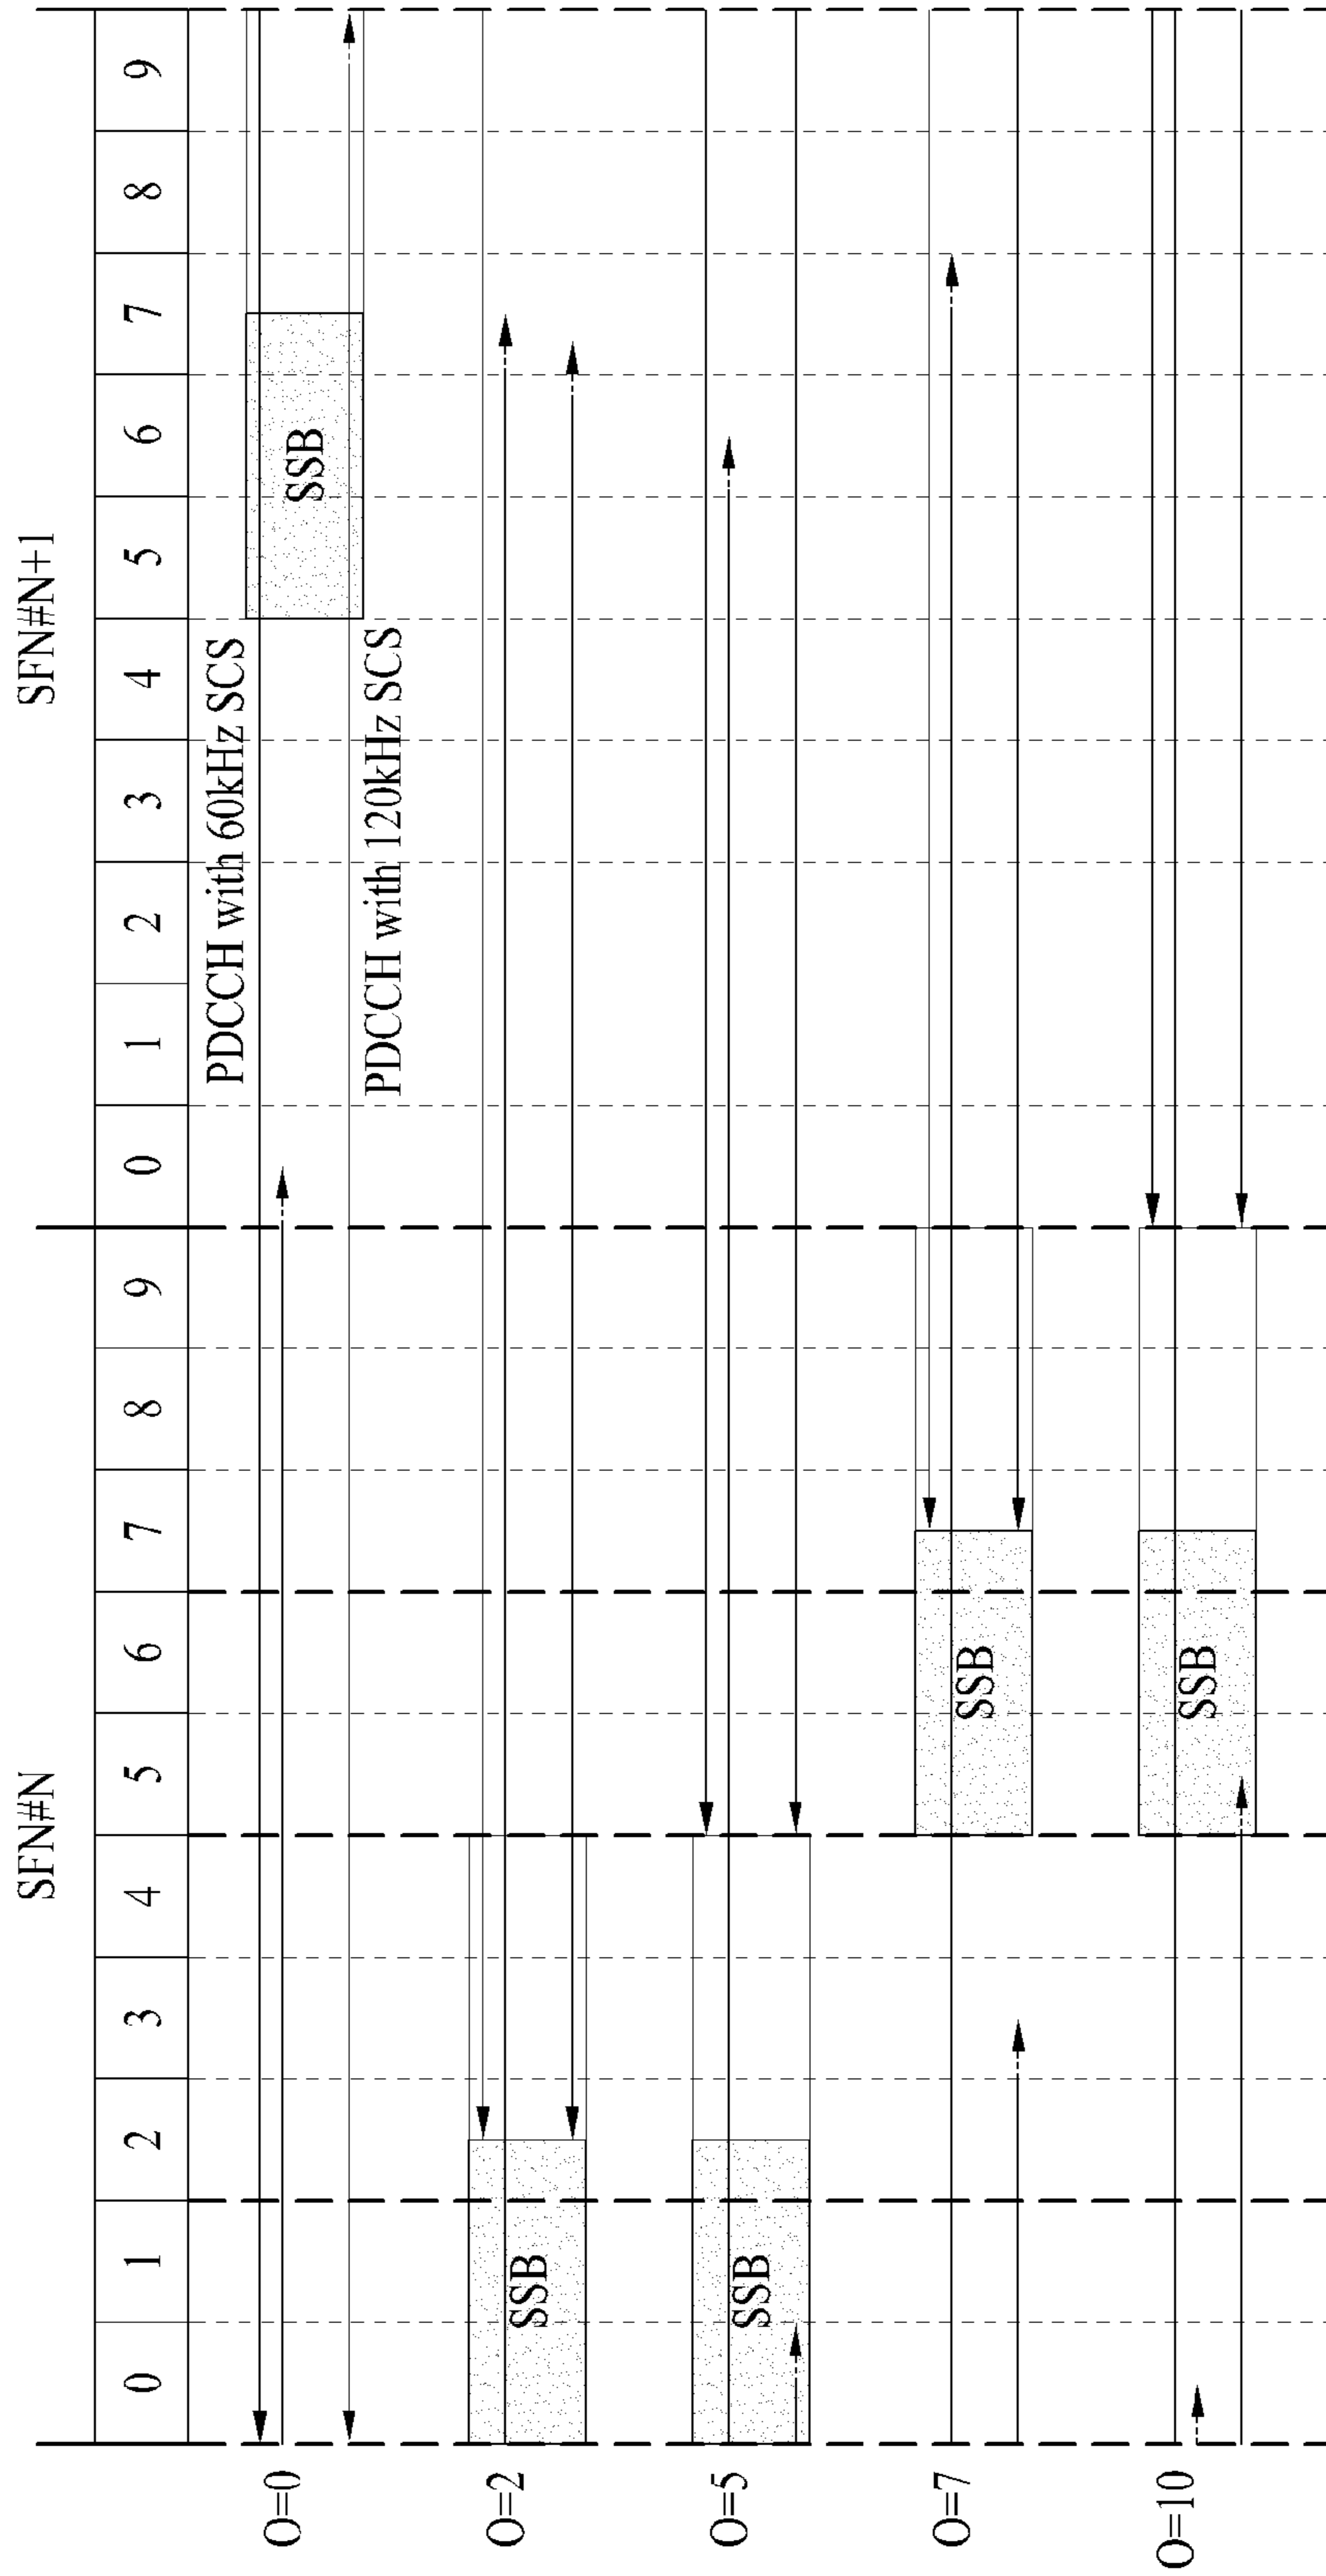 SFN#N SFN#N+1
0 1 2 3 4 5 6 7 8 9 0 1 2 3 4 5 6 7 8 9
PDCCH with 60kHz SCS
O=0 SSB
PDCCH with 120kHz SCS
O=2 SSB
O=5 SSB
O=7 SSB
O=10 SSB